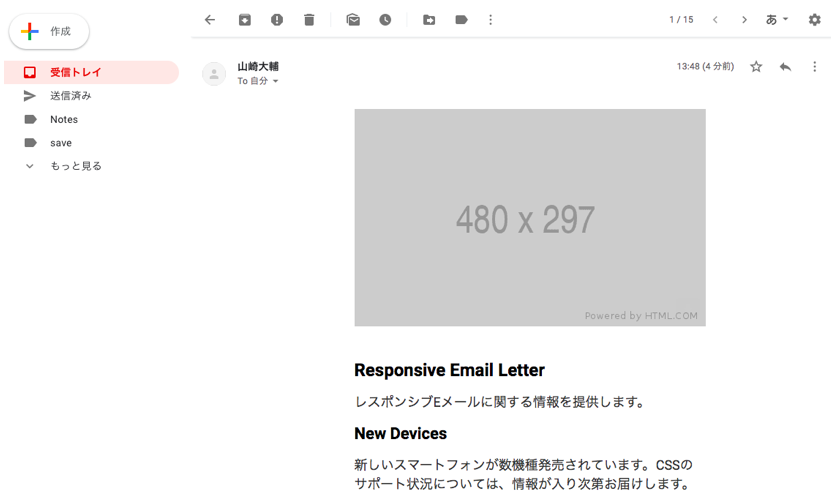 作成
受信トレイ
送信済み
Notes
save
もっと見る
1 / 15
あ
山崎大輔
To 自分
13:48 (4 分前)
480 x 297
Powered by HTML.COM
Responsive Email Letter
レスポンシブEメールに関する情報を提供します。
New Devices
新しいスマートフォンが数機種発売されています。CSSの
サポート状況については、情報が入り次第お届けします。